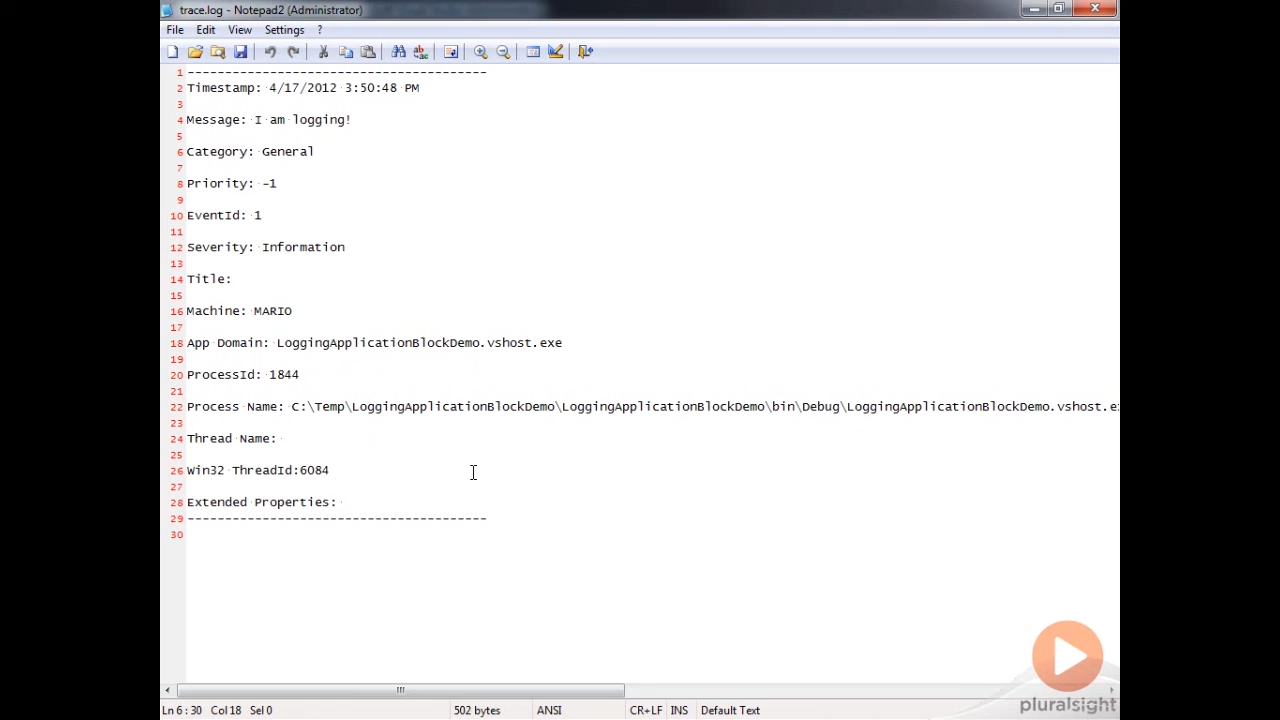 trace.log - Notepad2 (Administrator)
File Edit View Settings ?
1 ----------------------------------------
2 Timestamp: 4/17/2012 3:50:48 PM
3
4 Message: I am logging!
5
6 Category: General
7
8 Priority: -1
9
10 EventId: 1
11
12 Severity: Information
13
14 Title:
15
16 Machine: MARIO
17
18 App Domain: LoggingApplicationBlockDemo.vshost.exe
19
20 ProcessId: 1844
21
22 Process Name: C:\Temp\LoggingApplicationBlockDemo\LoggingApplicationBlockDemo\bin\Debug\LoggingApplicationBlockDemo.vshost.ex
23
24 Thread Name:
25
26 Win32 ThreadId:6084
27
28 Extended Properties:
29 ----------------------------------------
30
pluralsight
Ln 6 : 30 Col 18 Sel 0 502 bytes ANSI CR+LF INS Default Text